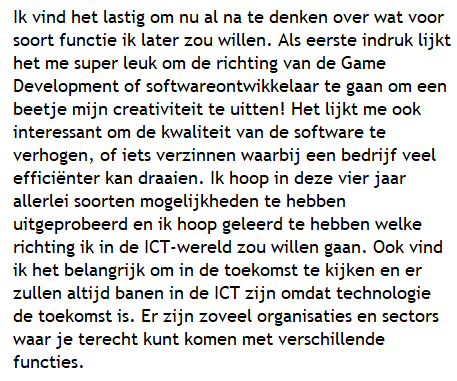 Ik vind het lastig om nu al na te denken over wat voor
soort functie ik later zou willen. Als eerste indruk lijkt
het me super leuk om de richting van de Game
Development of softwareontwikkelaar te gaan om een
beetje mijn creativiteit te uitten! Het lijkt me ook
interessant om de kwaliteit van de software te
verhogen, of iets verzinnen waarbij een bedrijf veel
efficiënter kan draaien. Ik hoop in deze vier jaar
allerlei soorten mogelijkheden te hebben
uitgeprobeerd en ik hoop geleerd te hebben welke
richting ik in de ICT-wereld zou willen gaan. Ook vind
ik het belangrijk om in de toekomst te kijken en er
zullen altijd banen in de ICT zijn omdat technologie
de toekomst is. Er zijn zoveel organisaties en sectors
waar je terecht kunt komen met verschillende
functies.